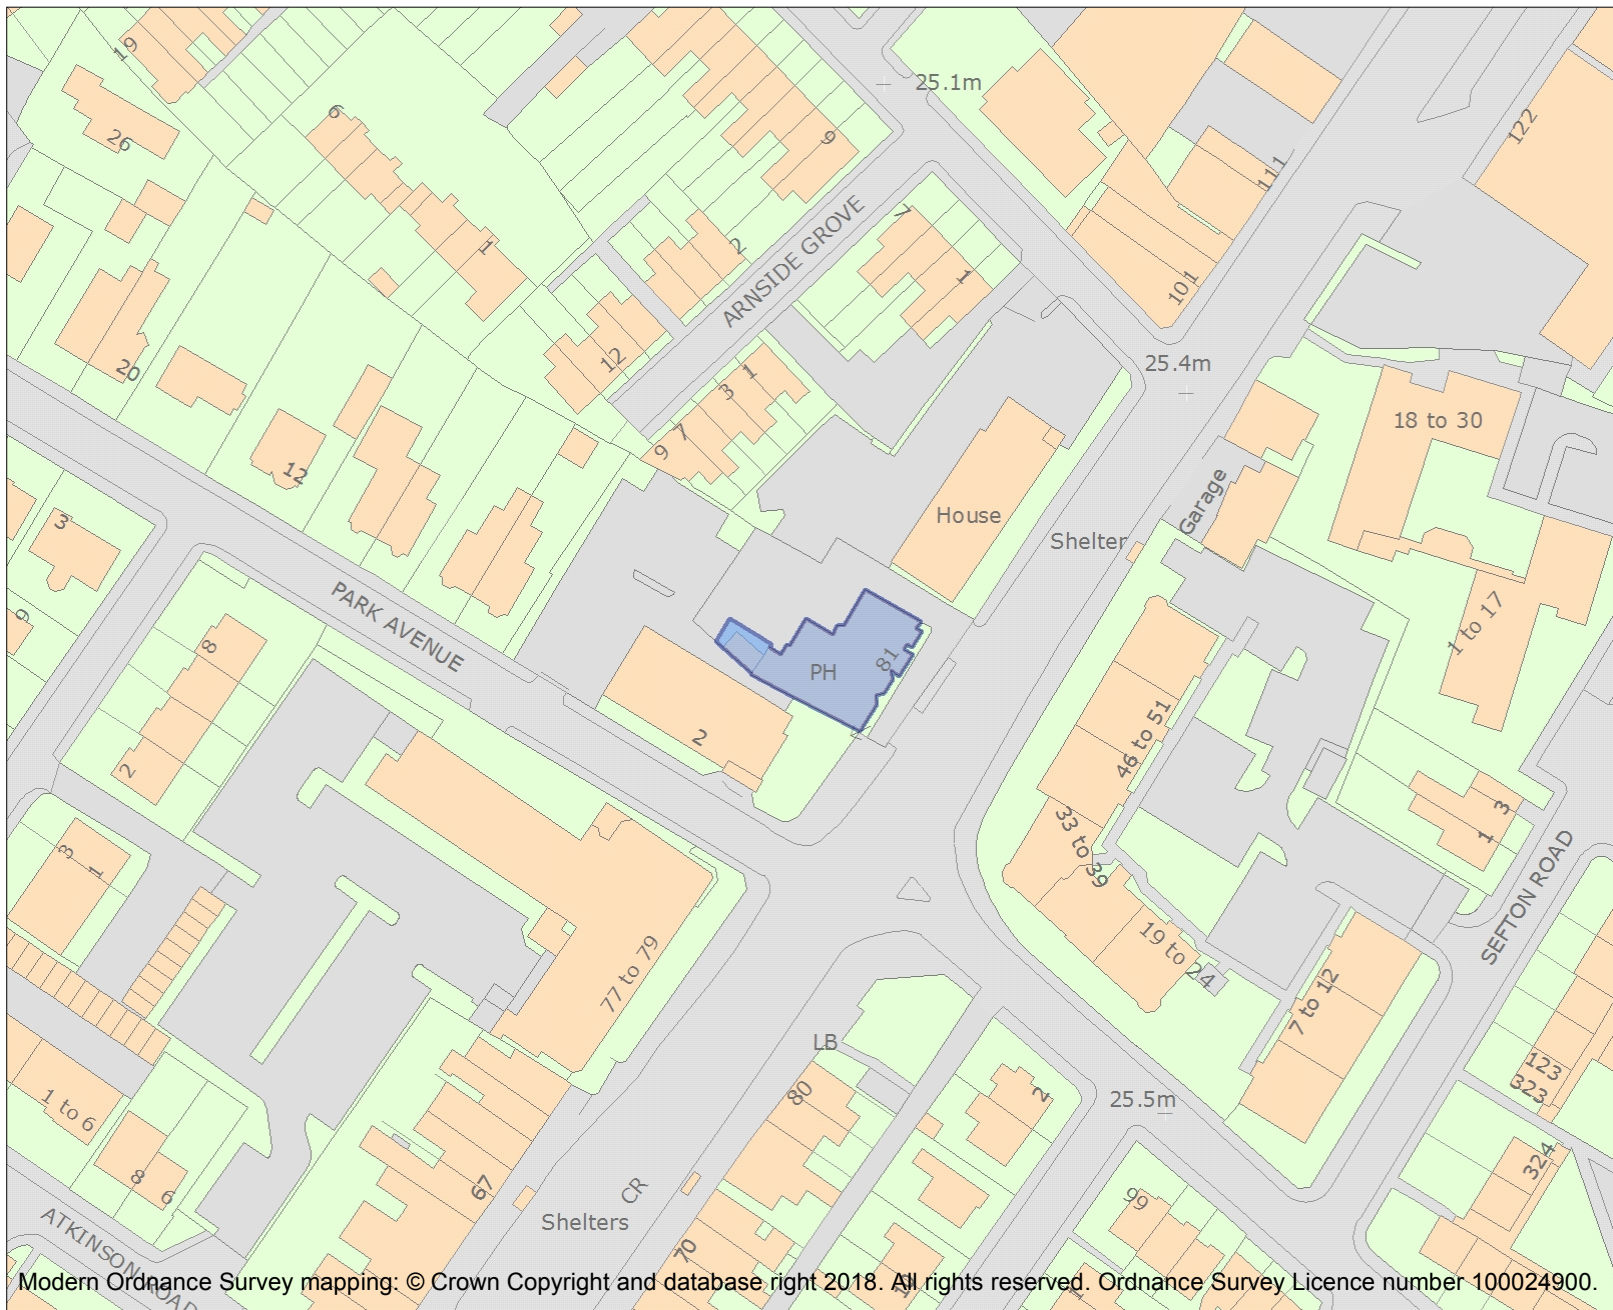 19
6
25.1m
122
26
9
111
7
2
1
ARNSIDE GROVE
1
101
20
12
25.4m
1
3
18 to 30
7
9
12
House
Garage
3
Shelter
PARK AVENUE
9
1 to 17
8
81
PH
2
46 to 51
2
3
1
33 to 39
3
1
SEFTON ROAD
19 to 24
77 to 79
7 to 12
LB
123
323
80
2
25.5m
1 to 6
8
6
67
CR
324
99
Shelters
ATKINSON ROAD
70
Modern Ordnance Survey mapping: © Crown Copyright and database right 2018. All rights reserved. Ordnance Survey Licence number 100024900.